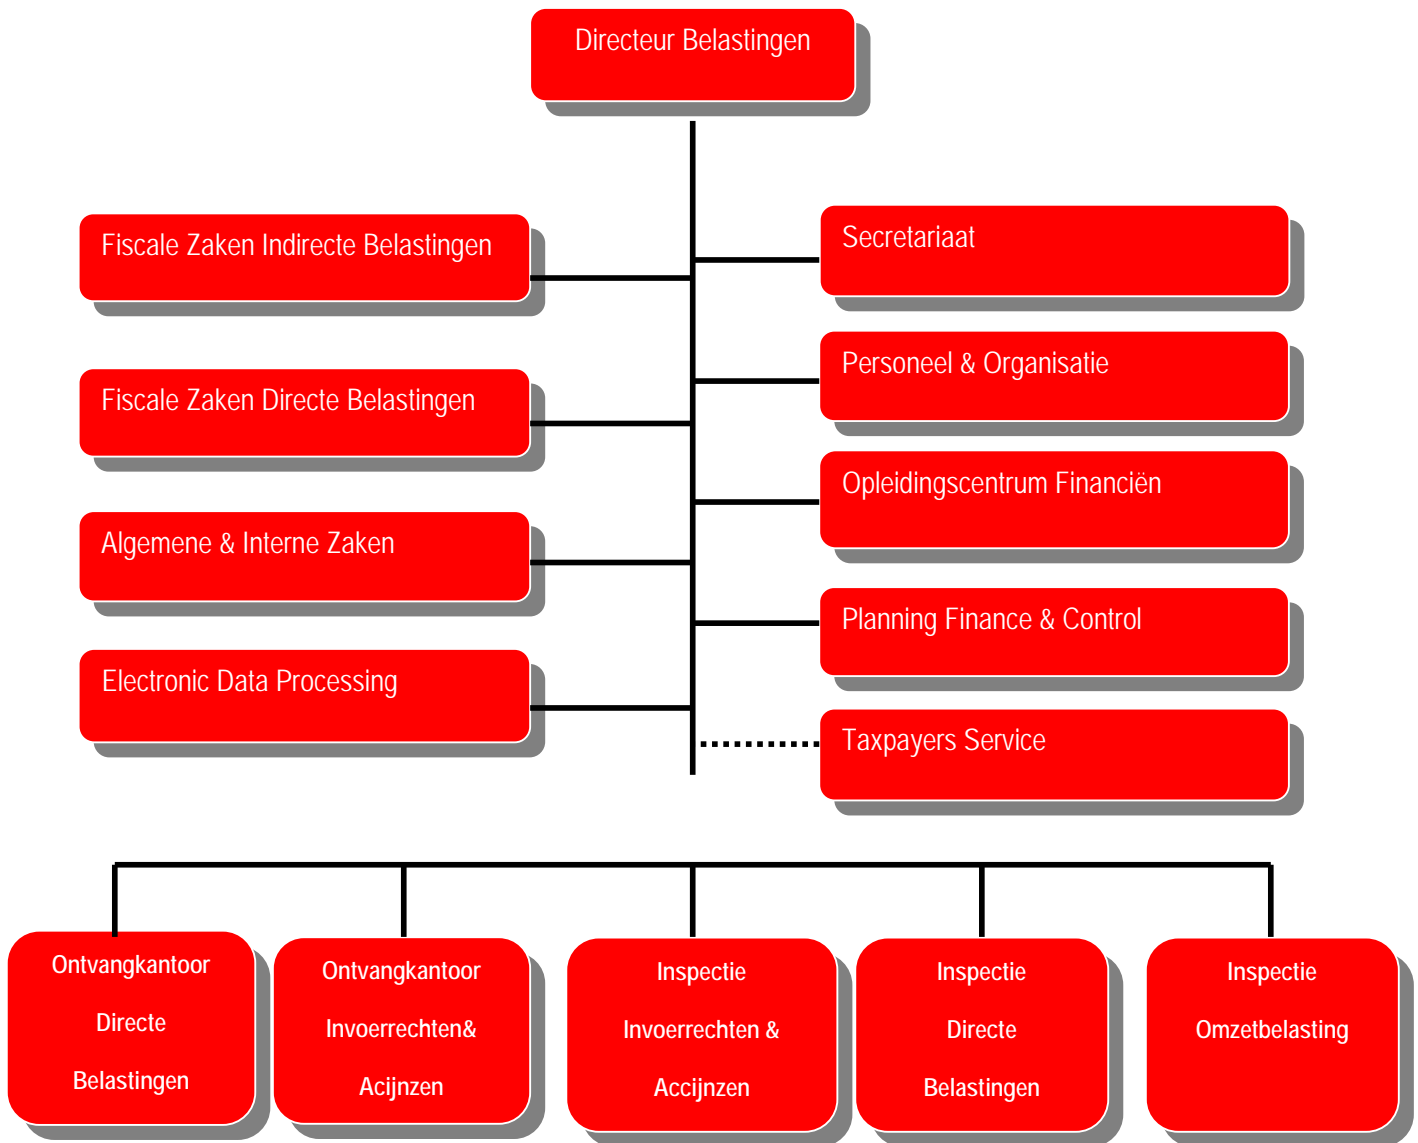 Directeur Belastingen
Fiscale Zaken Indirecte Belastingen
Secretariaat
Fiscale Zaken Directe Belastingen
Personeel & Organisatie
Algemene & Interne Zaken
Opleidingscentrum Financiën
Electronic Data Processing
Planning Finance & Control
Taxpayers Service
Ontvangkantoor
Directe
Belastingen
Ontvangkantoor
Invoerrechten&
Acijnzen
Inspectie
Invoerrechten &
Accijnzen
Inspectie
Directe
Belastingen
Inspectie
Omzetbelasting